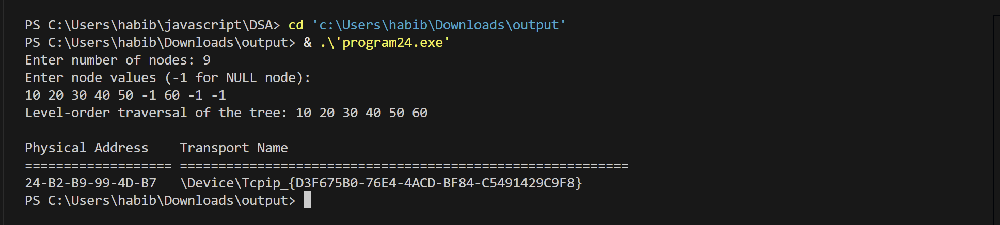 PS C:\Users\habib\javascript\DSA> cd 'c:\Users\habib\Downloads\output'
PS C:\Users\habib\Downloads\output> & .\'program24.exe'
Enter number of nodes: 9
Enter node values (-1 for NULL node):
10 20 30 40 50 -1 60 -1 -1
Level-order traversal of the tree: 10 20 30 40 50 60
Physical Address    Transport Name
=================== ==========================================================
24-B2-B9-99-4D-B7   \Device\Tcpip_{D3F675B0-76E4-4ACD-BF84-C5491429C9F8}
PS C:\Users\habib\Downloads\output>